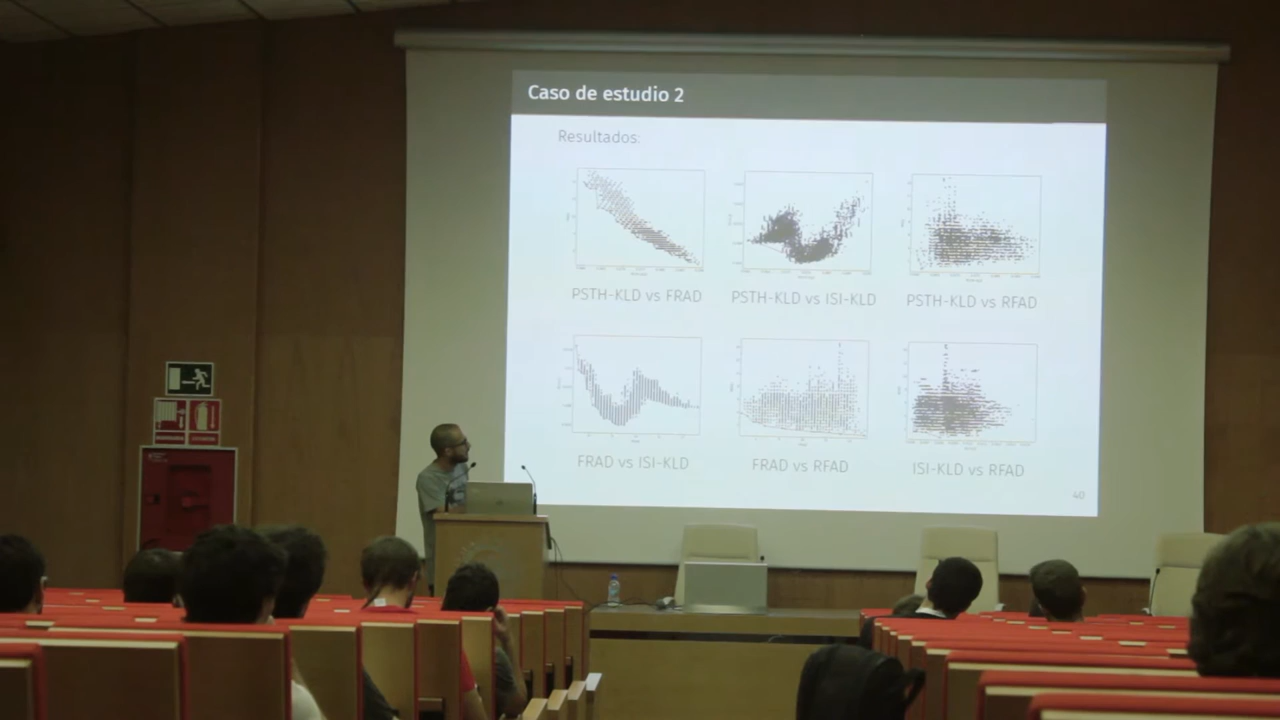 Caso de estudio 2
Resultados:
PSTH-KLD vs FRAD
PSTH-KLD vs ISI-KLD
PSTH-KLD vs RFAD
FRAD vs ISI-KLD
FRAD vs RFAD
ISI-KLD vs RFAD
40